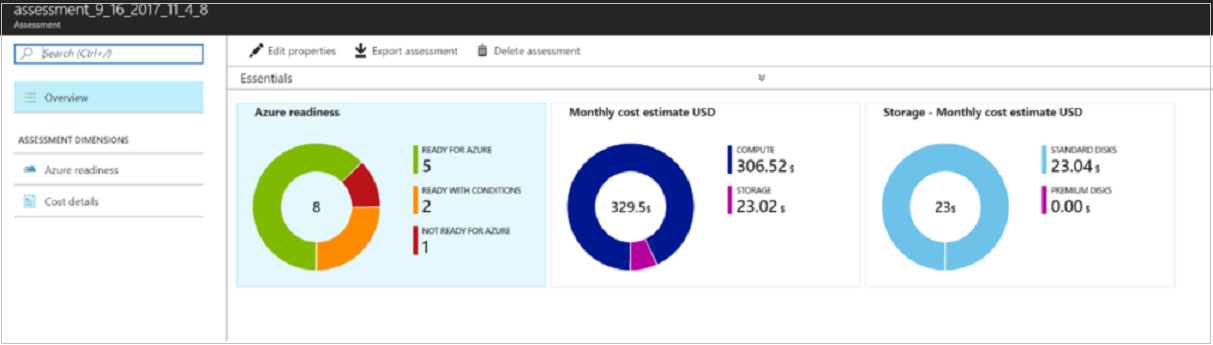 assessment_9_16_2017_11_4_8
Assessment
Search (Ctrl+/)
Edit properties
Export assessment
Delete assessment
Essentials
Overview
ASSESSMENT DIMENSIONS
Azure readiness
Cost details
Azure readiness
8
READY FOR AZURE
5
READY WITH CONDITIONS
2
NOT READY FOR AZURE
1
Monthly cost estimate USD
329.5$
COMPUTE
306.52 $
STORAGE
23.02 $
Storage - Monthly cost estimate USD
23$
STANDARD DISKS
23.04 $
PREMIUM DISKS
0.00 $